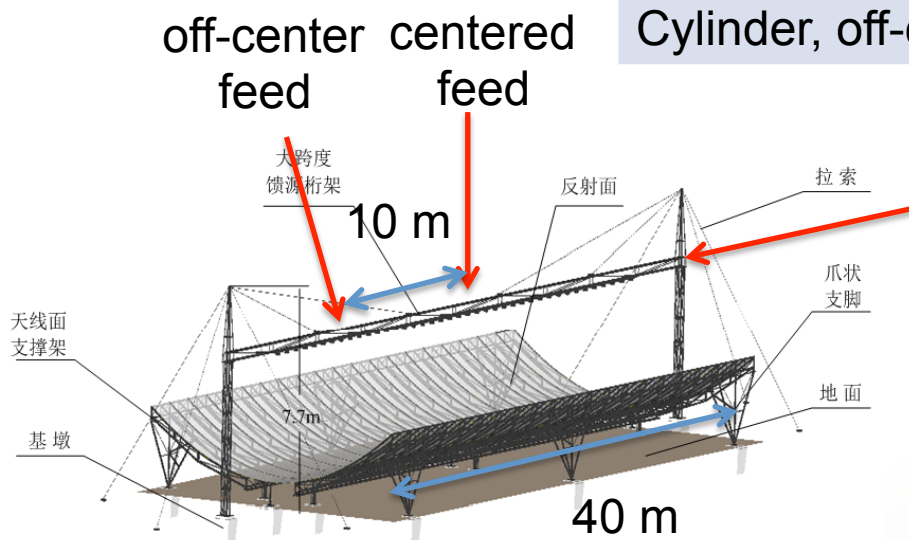 off-center
feed
centered
feed
Cylinder, off-
大跨度
馈源桁架
10 m
反射面
拉索
爪状
支脚
天线面
支撑架
7.7m
地面
基墩
40 m